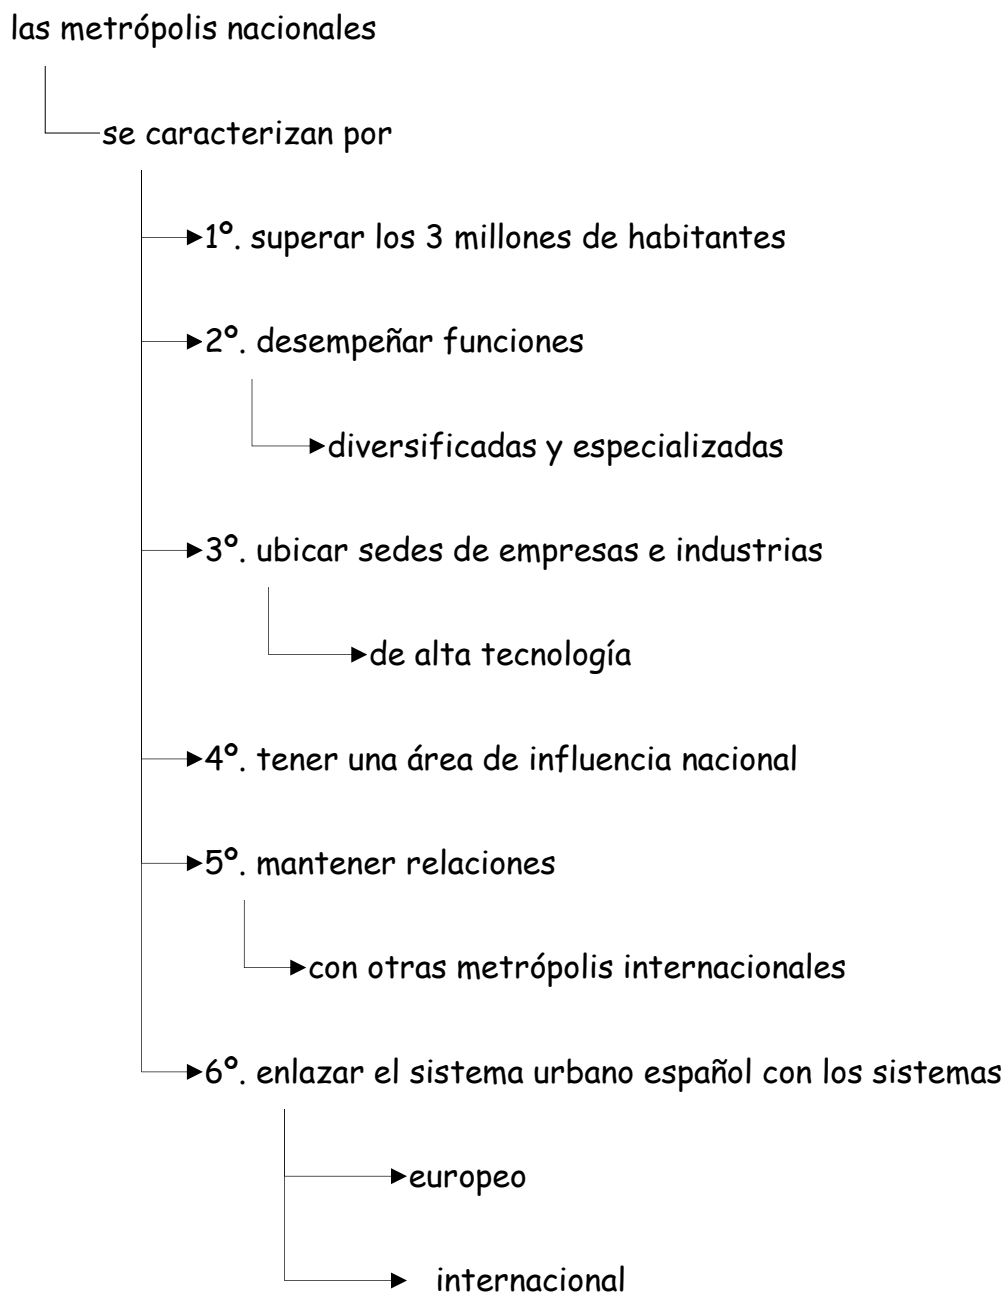 las metrópolis nacionales
se caracterizan por
1º. superar los 3 millones de habitantes
2º. desempeñar funciones
diversificadas y especializadas
3º. ubicar sedes de empresas e industrias
de alta tecnología
4º. tener una área de influencia nacional
5º. mantener relaciones
con otras metrópolis internacionales
6º. enlazar el sistema urbano español con los sistemas
europeo
internacional